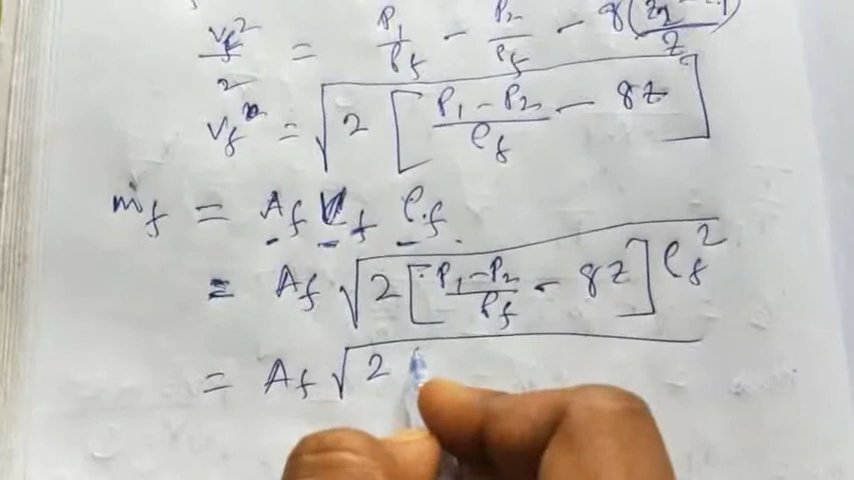 v_f²/2 = P₁/ρ_f - P₂/ρ_f - g(z₂ - z₁)/2
v_f = √2 [ (P₁ - P₂)/ρ_f - gz ]
ṁ_f = A_f v_f ρ_f
= A_f √2 [ (P₁ - P₂)/ρ_f - gz ] ρ_f²
= A_f √2